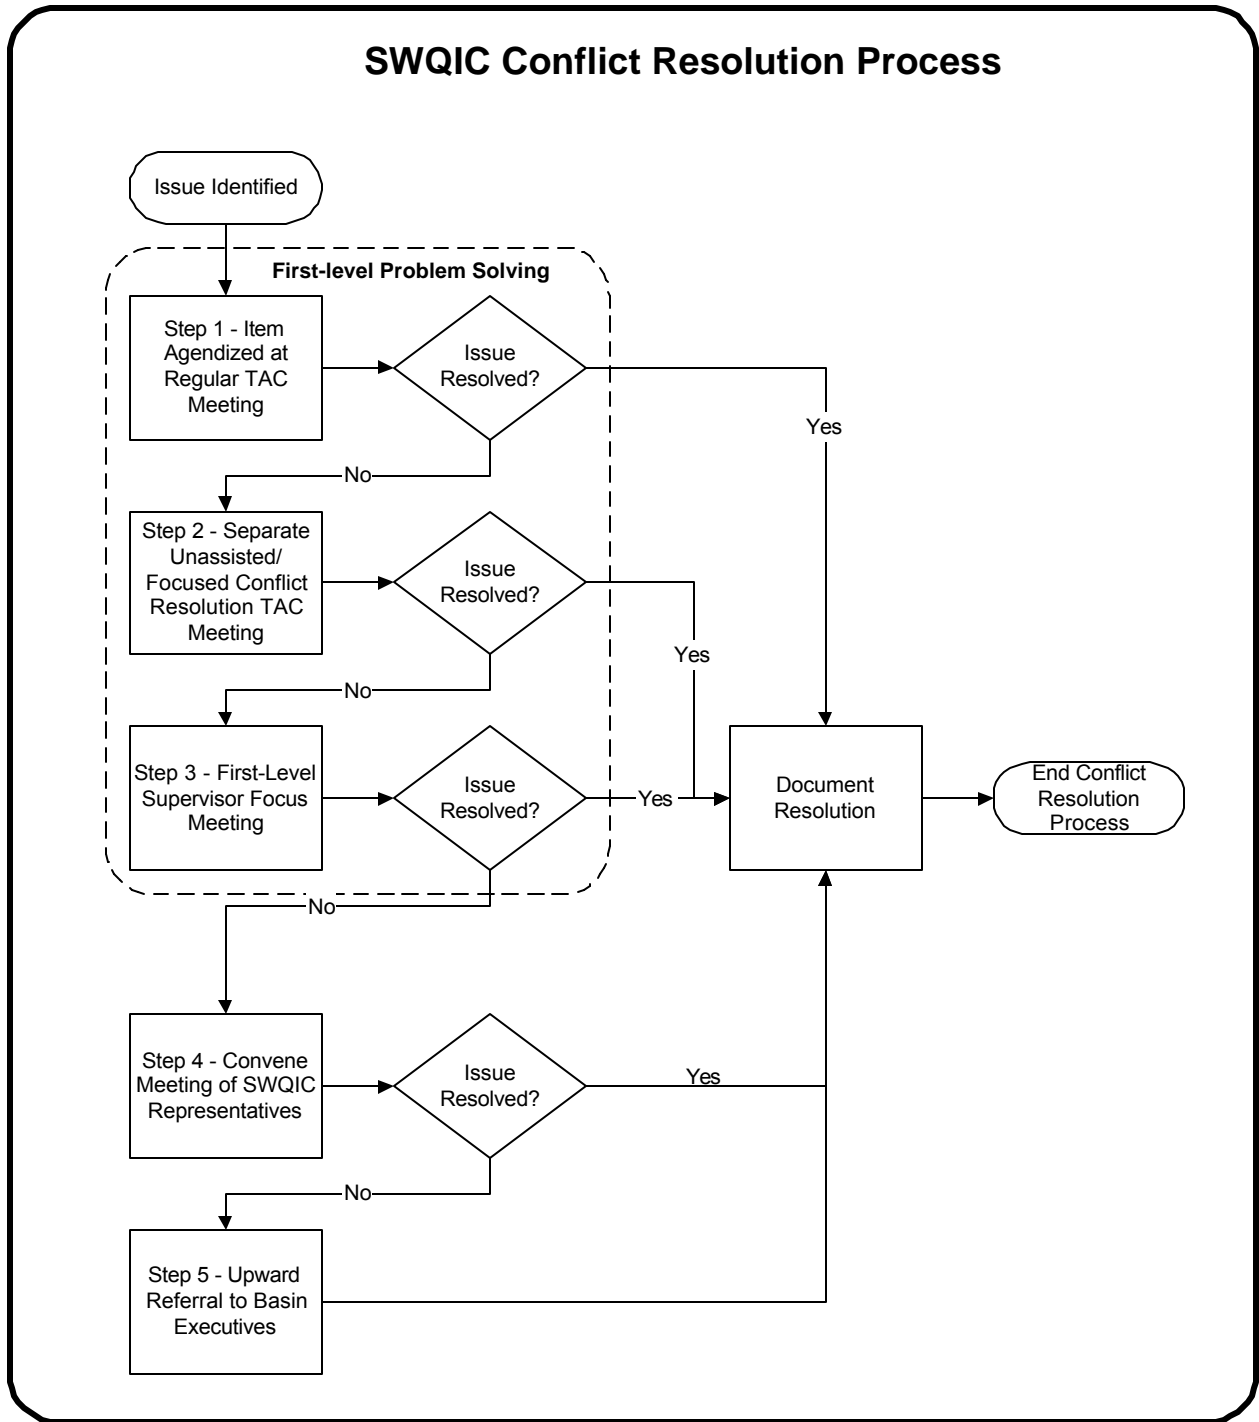 SWQIC Conflict Resolution Process
Issue Identified
First-level Problem Solving
Step 1 - Item
Agendized at
Regular TAC
Meeting
Issue
Resolved?
Yes
No
Step 2 - Separate
Unassisted/
Focused Conflict
Resolution TAC
Meeting
Issue
Resolved?
Yes
No
Step 3 - First-Level
Supervisor Focus
Meeting
Issue
Resolved?
Yes
Document
Resolution
End Conflict
Resolution
Process
No
Step 4 - Convene
Meeting of SWQIC
Representatives
Issue
Resolved?
Yes
No
Step 5 - Upward
Referral to Basin
Executives